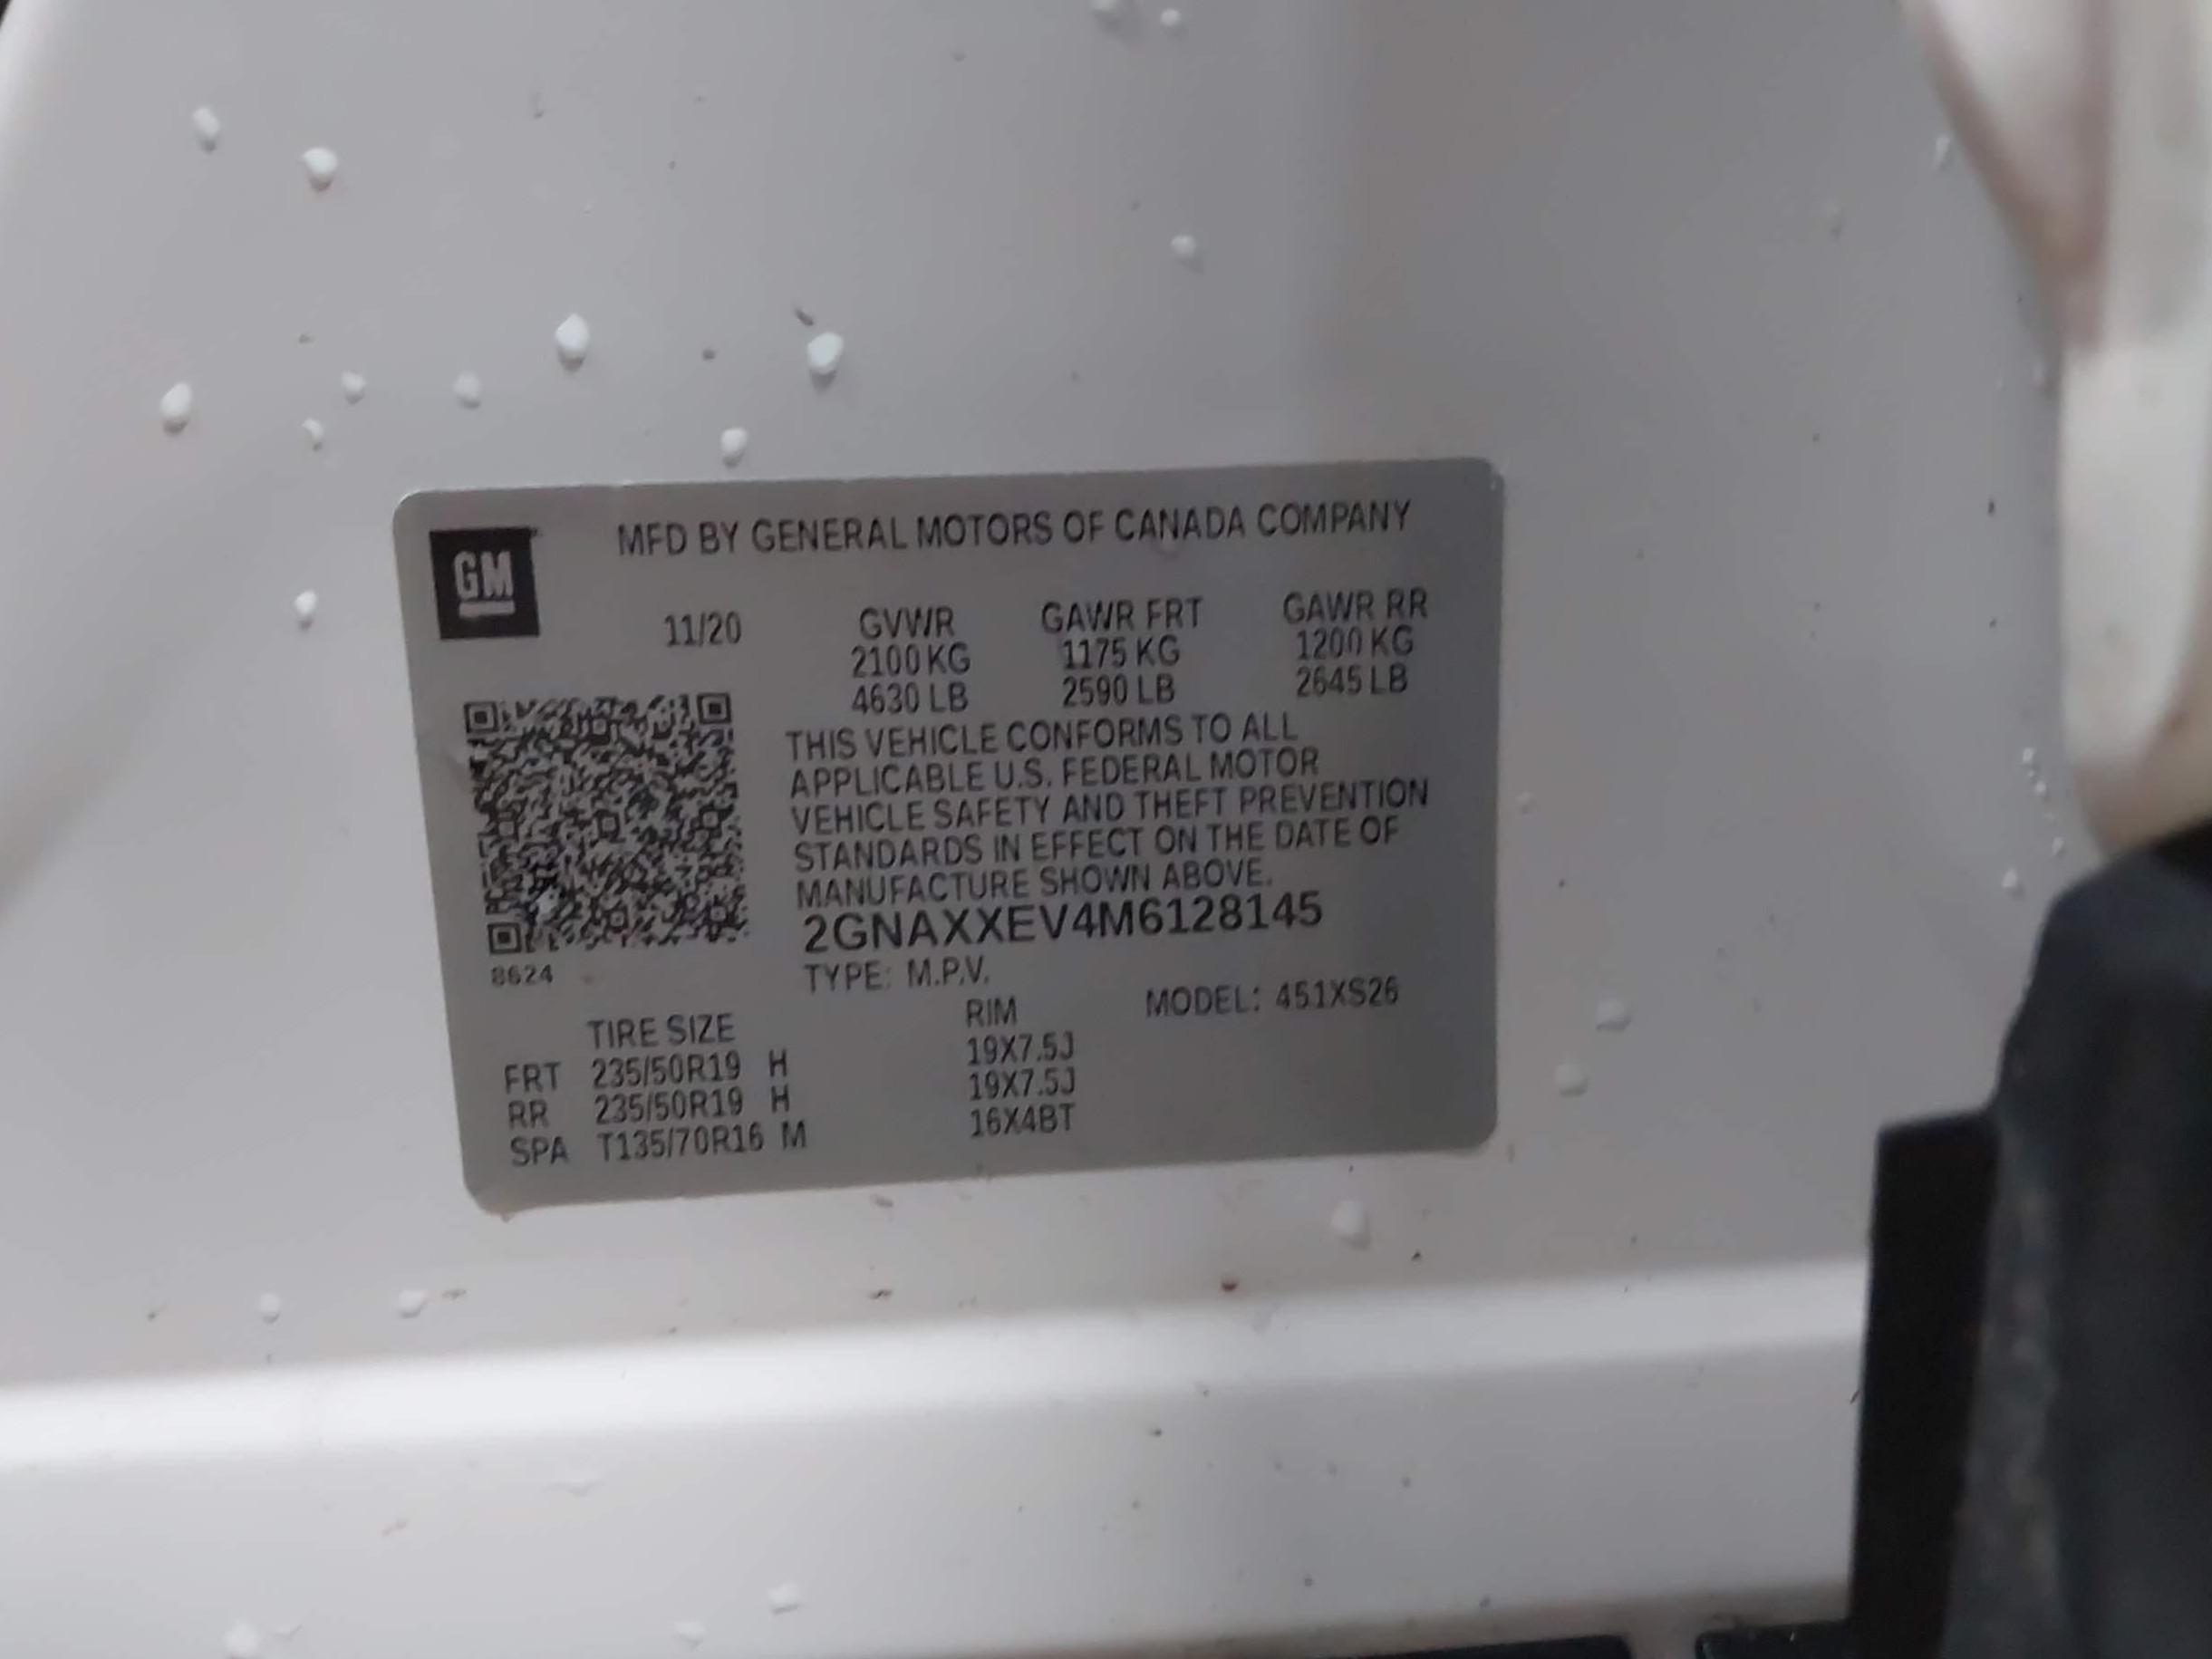 GM
MFD BY GENERAL MOTORS OF CANADA COMPANY
11/20 GVWR GAWR FRT GAWR RR
2100 KG 1175 KG 1200 KG
4630 LB 2590 LB 2645 LB
THIS VEHICLE CONFORMS TO ALL
APPLICABLE U.S. FEDERAL MOTOR
VEHICLE SAFETY AND THEFT PREVENTION
STANDARDS IN EFFECT ON THE DATE OF
MANUFACTURE SHOWN ABOVE.
2GNAXXEV4M6128145
8624
TYPE: M.P.V.
MODEL: 451XS26
TIRE SIZE RIM
FRT 235/50R19 H 19X7.5J
RR 235/50R19 H 19X7.5J
SPA T135/70R16 M 16X4BT